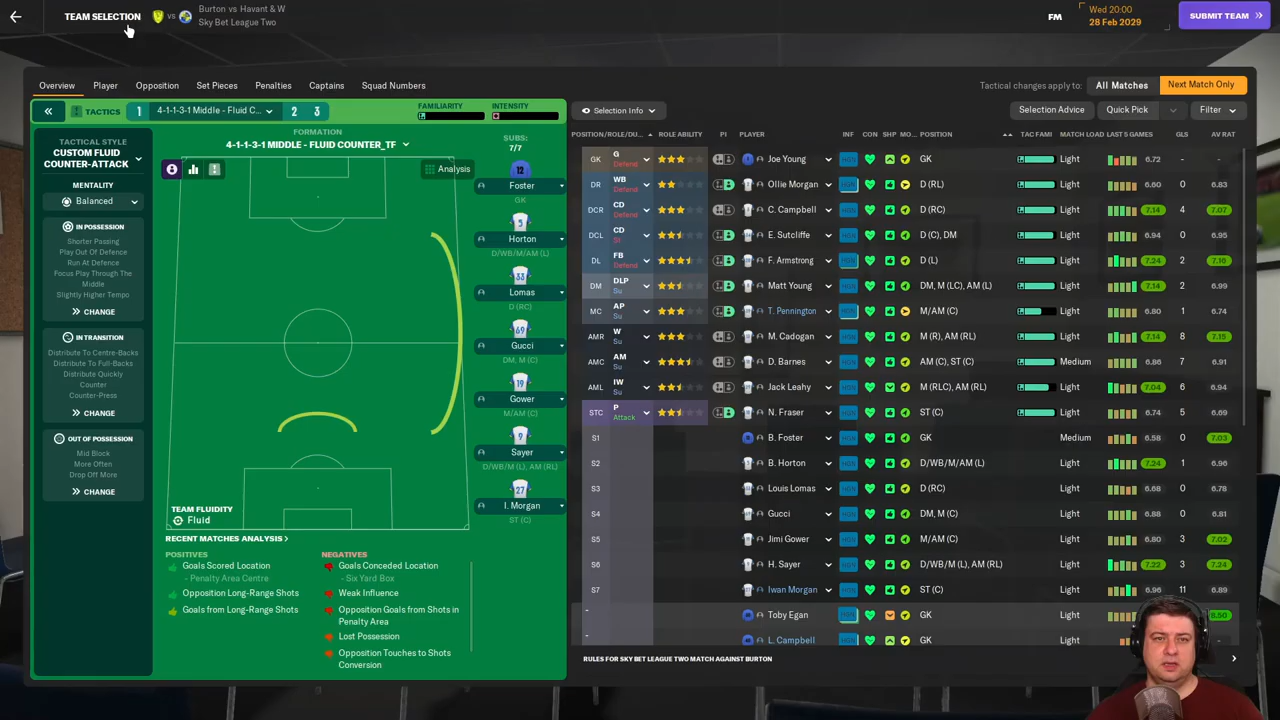 TEAM SELECTION
vs
Burton vs Havant & W
Sky Bet League Two
FM
Wed 20:00
28 Feb 2029
SUBMIT TEAM
Overview Player Opposition Set Pieces Penalties Captains Squad Numbers
Tactical changes apply to: All Matches Next Match Only
TACTICS 1 4-1-1-3-1 Middle - Fluid C... 2 3
FAMILIARITY
INTENSITY
TACTICAL STYLE
CUSTOM FLUID
COUNTER-ATTACK
MENTALITY
Balanced
IN POSSESSION
Shorter Passing
Play Out Of Defence
Run At Defence
Focus Play Through The
Middle
Slightly Higher Tempo
CHANGE
IN TRANSITION
Distribute To Centre-Backs
Distribute To Full-Backs
Distribute Quickly
Counter
Counter-Press
CHANGE
OUT OF POSSESSION
Mid Block
More Often
Drop Off More
CHANGE
FORMATION
4-1-1-3-1 MIDDLE - FLUID COUNTER_TF
Analysis
TEAM FLUIDITY
Fluid
SUBS:
7/7
12
Foster
GK
5
Horton
D/WB/M/AM (L)
33
Lomas
D (RC)
69
Gucci
DM, M (C)
19
Gower
M/AM (C)
9
Sayer
D/WB/M (L), AM (RL)
27
I. Morgan
ST (C)
RECENT MATCHES ANALYSIS
POSITIVES
Goals Scored Location
- Penalty Area Centre
Opposition Long-Range Shots
Goals from Long-Range Shots
NEGATIVES
Goals Conceded Location
- Six Yard Box
Weak Influence
Opposition Goals from Shots in
Penalty Area
Lost Possession
Opposition Touches to Shots
Conversion
Selection Info
Selection Advice Quick Pick Filter
POSITION/ROLE/DU... ROLE ABILITY PI PLAYER INF CON SHP MO... POSITION TAC FAMI MATCH LOAD LAST 5 GAMES GLS AV RAT
GK G Defend Joe Young GK Light 6.72 - -
DR WB Defend Ollie Morgan D (RL) Light 6.60 0 6.83
DCR CD Defend C. Campbell D (RC) Light 7.14 4 7.07
DCL CD St E. Sutcliffe D (C), DM Light 6.94 0 6.95
DL FB Defend F. Armstrong D (L) Light 7.24 2 7.16
DM DLP Su Matt Young DM, M (LC), AM (L) Light 7.14 2 6.99
MC AP Su T. Pennington M/AM (C) Light 6.80 1 6.74
AMR W Su M. Cadogan M (R), AM (RL) Light 7.14 8 7.15
AMC AM Su D. Barnes AM (C), ST (C) Medium 6.86 7 6.91
AML IW Su Jack Leahy M (RLC), AM (RL) Light 7.04 6 6.94
STC P Attack N. Fraser ST (C) Light 6.74 5 6.69
S1 B. Foster GK Medium 6.58 0 7.03
S2 B. Horton D/WB/M/AM (L) Light 7.24 1 6.96
S3 Louis Lomas D (RC) Light 6.68 0 6.78
S4 Gucci DM, M (C) Light 6.88 0 6.81
S5 Jimi Gower M/AM (C) Light 6.80 3 7.02
S6 H. Sayer D/WB/M (L), AM (RL) Light 7.22 3 7.24
S7 Iwan Morgan ST (C) Light 6.96 11 6.89
- Toby Egan GK Light - - 6.50
- L. Campbell GK Light
RULES FOR SKY BET LEAGUE TWO MATCH AGAINST BURTON